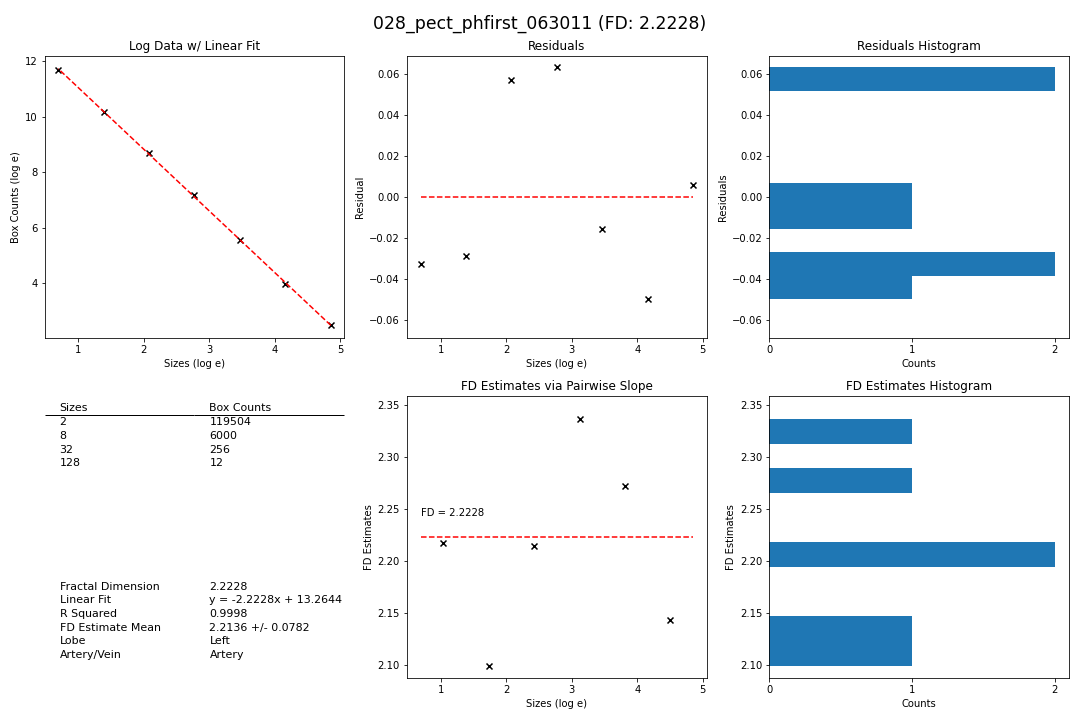 028_pect_phfirst_063011 (FD: 2.2228)
Log Data w/ Linear Fit
12
10
8
6
4
Box Counts (log e)
1 2 3 4 5
Sizes (log e)
Residuals
0.06
0.04
0.02
0.00
−0.02
−0.04
−0.06
Residual
1 2 3 4 5
Sizes (log e)
Residuals Histogram
0.06
0.04
0.02
0.00
−0.02
−0.04
−0.06
Residuals
0 1 2
Counts
Sizes Box Counts
2 119504
8 6000
32 256
128 12
Fractal Dimension 2.2228
Linear Fit y = -2.2228x + 13.2644
R Squared 0.9998
FD Estimate Mean 2.2136 +/- 0.0782
Lobe Left
Artery/Vein Artery
FD Estimates via Pairwise Slope
2.35
2.30
2.25
2.20
2.15
2.10
FD Estimates
FD = 2.2228
1 2 3 4 5
Sizes (log e)
FD Estimates Histogram
2.35
2.30
2.25
2.20
2.15
2.10
FD Estimates
0 1 2
Counts